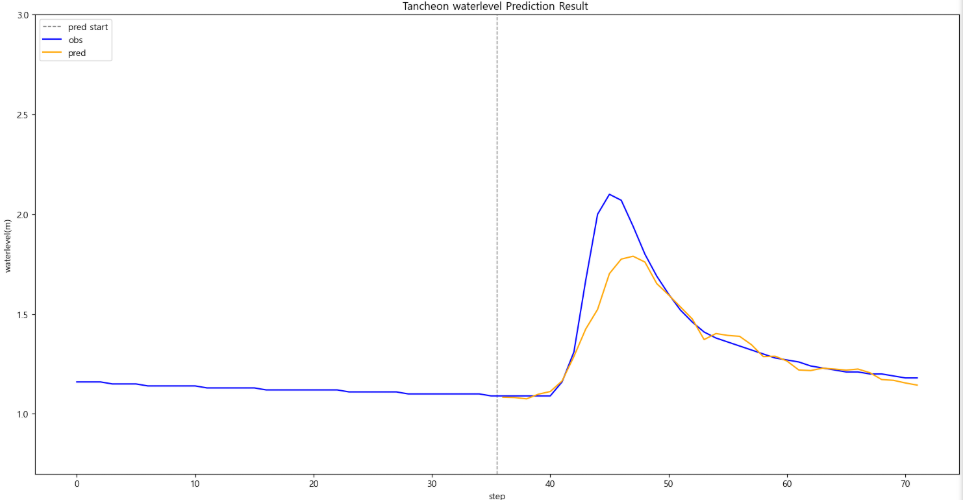 Tancheon waterlevel Prediction Result
pred start
obs
pred
3.0
2.5
2.0
1.5
1.0
waterlevel(m)
0 10 20 30 40 50 60 70
step